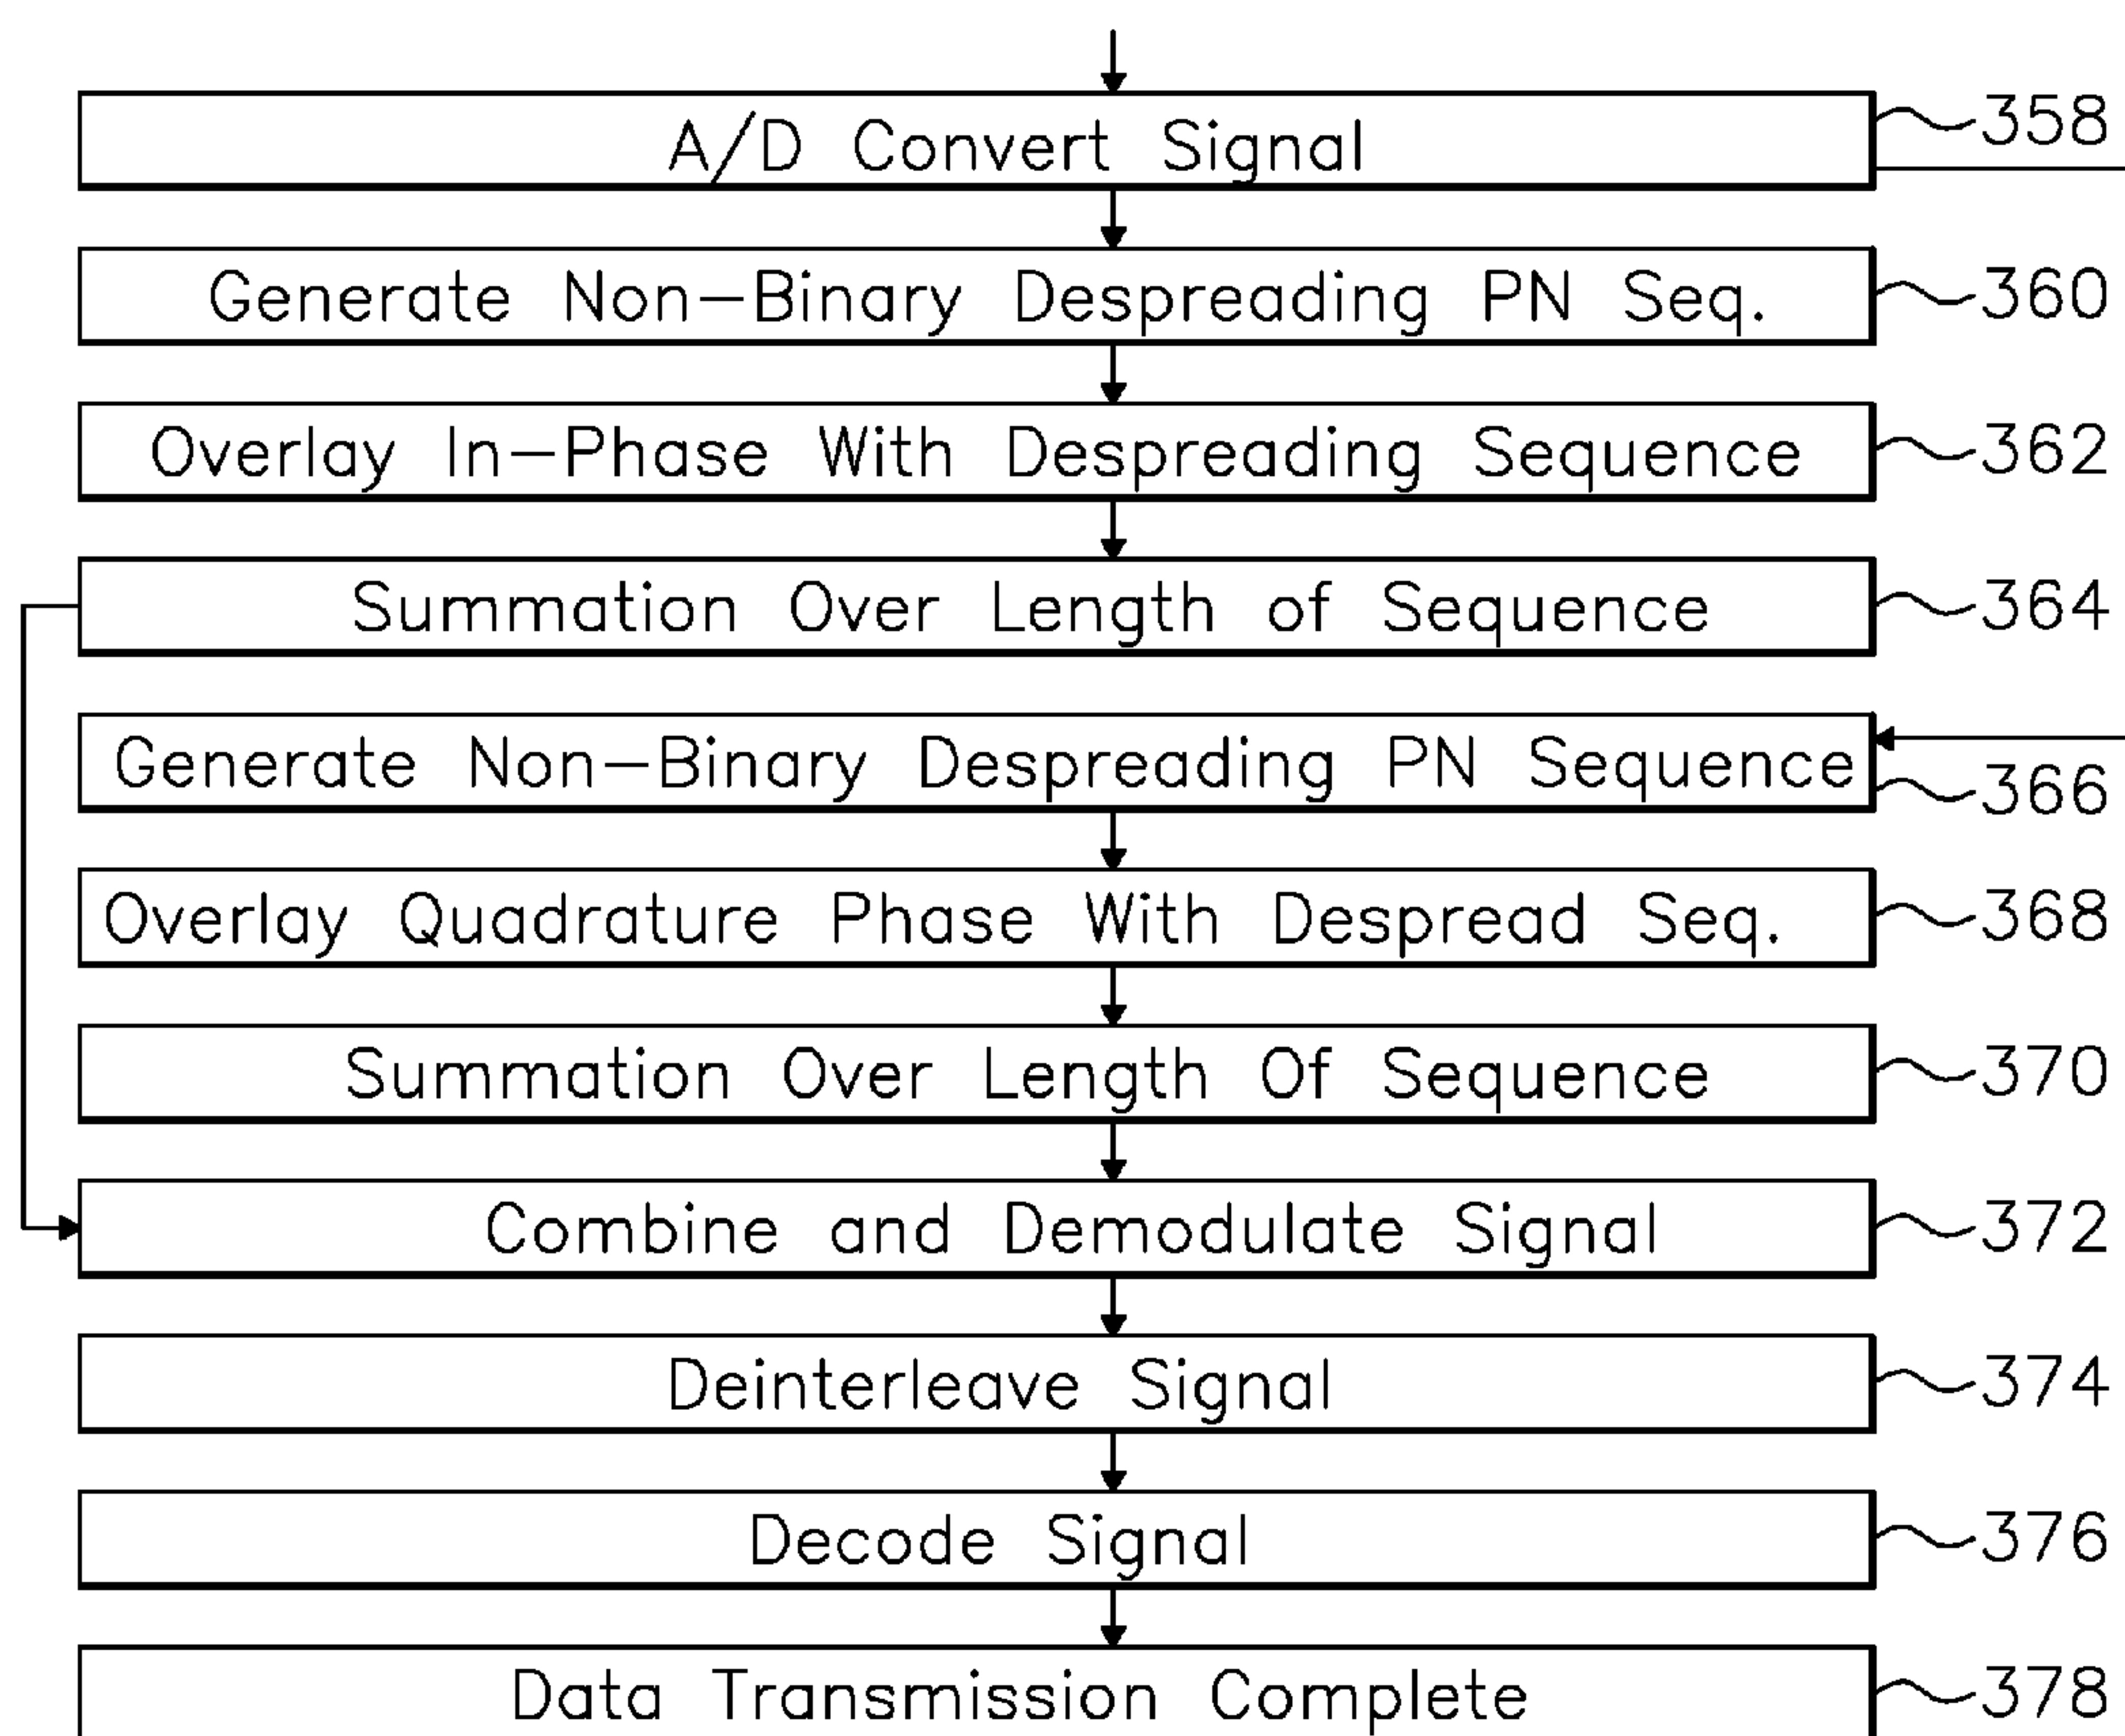 A/D Convert Signal 358
Generate Non-Binary Despreading PN Seq. 360
Overlay In-Phase With Despreading Sequence 362
Summation Over Length of Sequence 364
Generate Non-Binary Despreading PN Sequence 366
Overlay Quadrature Phase With Despread Seq. 368
Summation Over Length Of Sequence 370
Combine and Demodulate Signal 372
Deinterleave Signal 374
Decode Signal 376
Data Transmission Complete 378